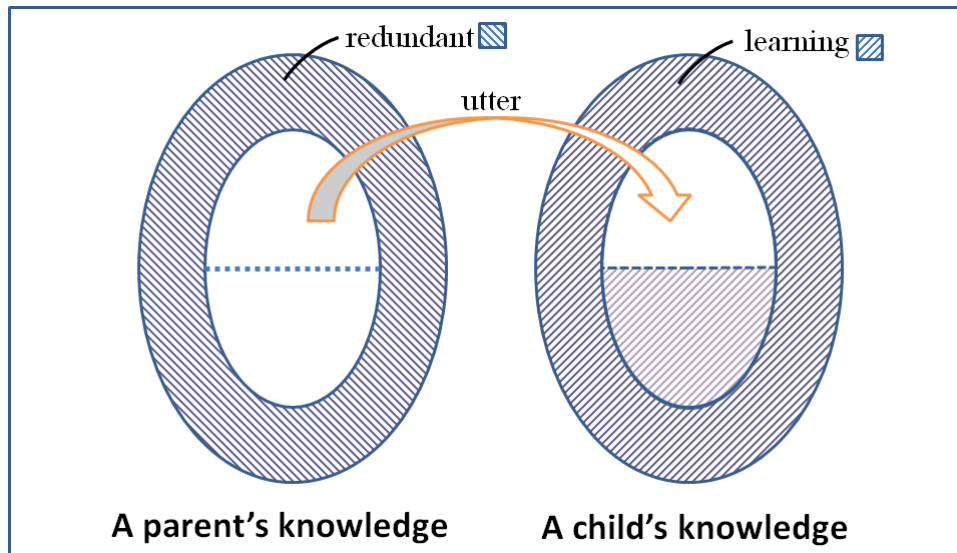 redundant
learning
utter
A parent's knowledge
A child's knowledge